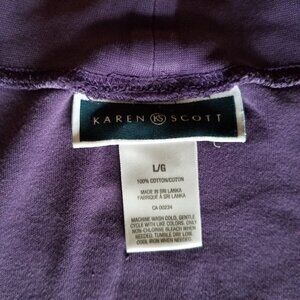 KAREN KS SCOTT
L/G
100% COTTON/COTON
MADE IN SRI LANKA
FABRIQUÉ À SRI LANKA
CA 00234
MACHINE WASH COLD, GENTLE
CYCLE WITH LIKE COLORS, ONLY
NON-CHLORINE BLEACH WHEN
NEEDED, TUMBLE DRY LOW,
COOL IRON WHEN NEEDED.